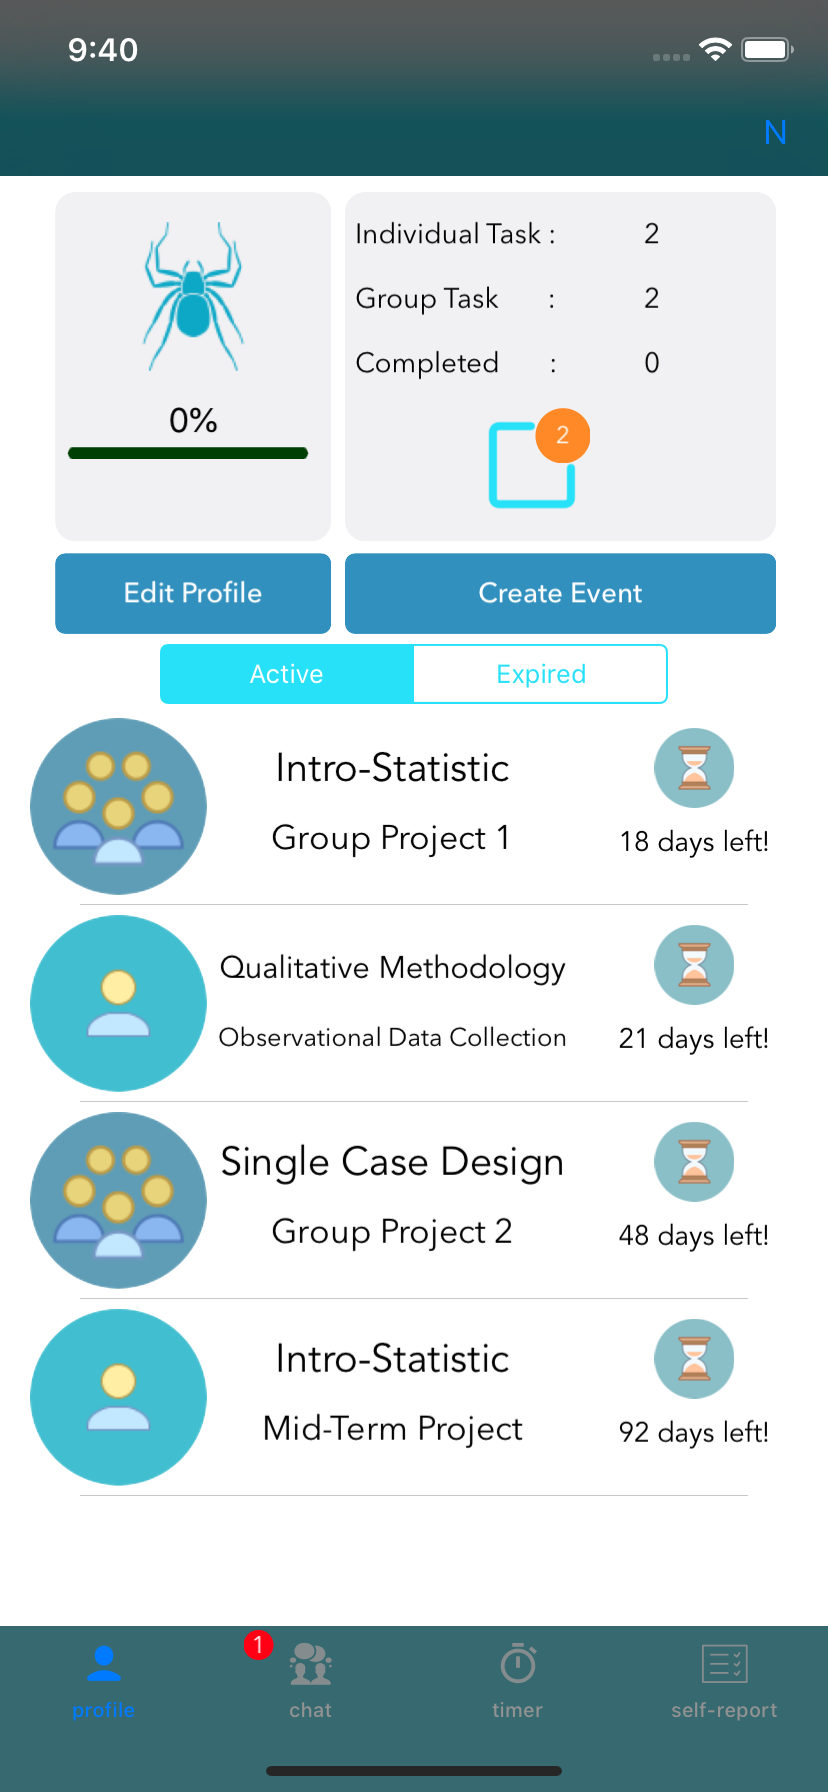 9:40
N
0%
Individual Task : 2
Group Task : 2
Completed : 0
2
Edit Profile
Create Event
Active
Expired
Intro-Statistic
Group Project 1
18 days left!
Qualitative Methodology
Observational Data Collection
21 days left!
Single Case Design
Group Project 2
48 days left!
Intro-Statistic
Mid-Term Project
92 days left!
1
profile
chat
timer
self-report